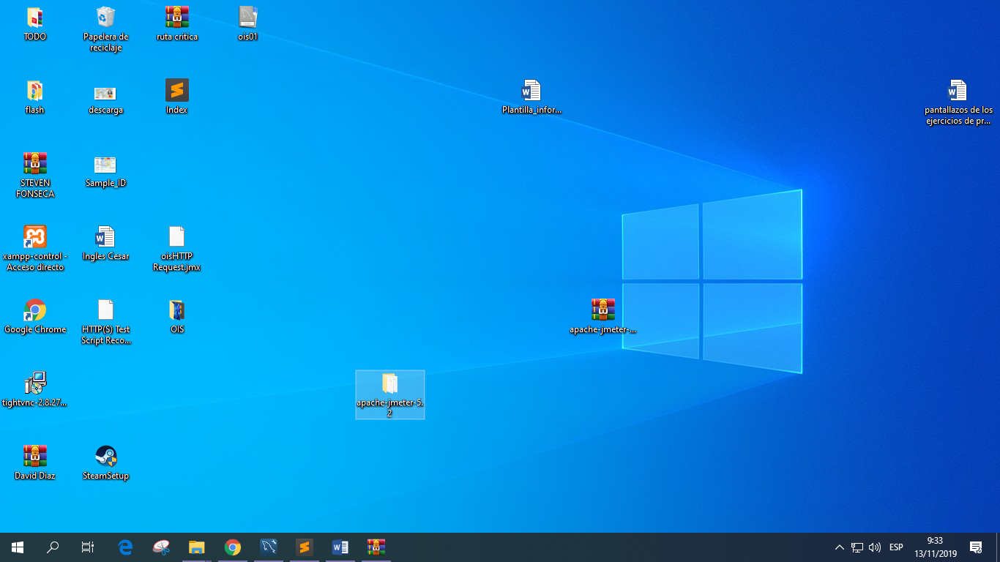 TODO
Papelera de
reciclaje
ruta critica
ois01
flash
descarga
Index
Plantilla_infor...
pantallazos de los
ejercicios de pr...
STEVEN
FONSECA
Sample_ID
xampp-control -
Acceso directo
Ingles Cesar
oisHTTP
Request.jmx
Google Chrome
HTTP(S) Test
Script Reco...
OIS
apache-jmeter-...
tightvnc-2.8.27...
apache-jmeter-5.
2
David Diaz
SteamSetup
ESP
9:33
13/11/2019